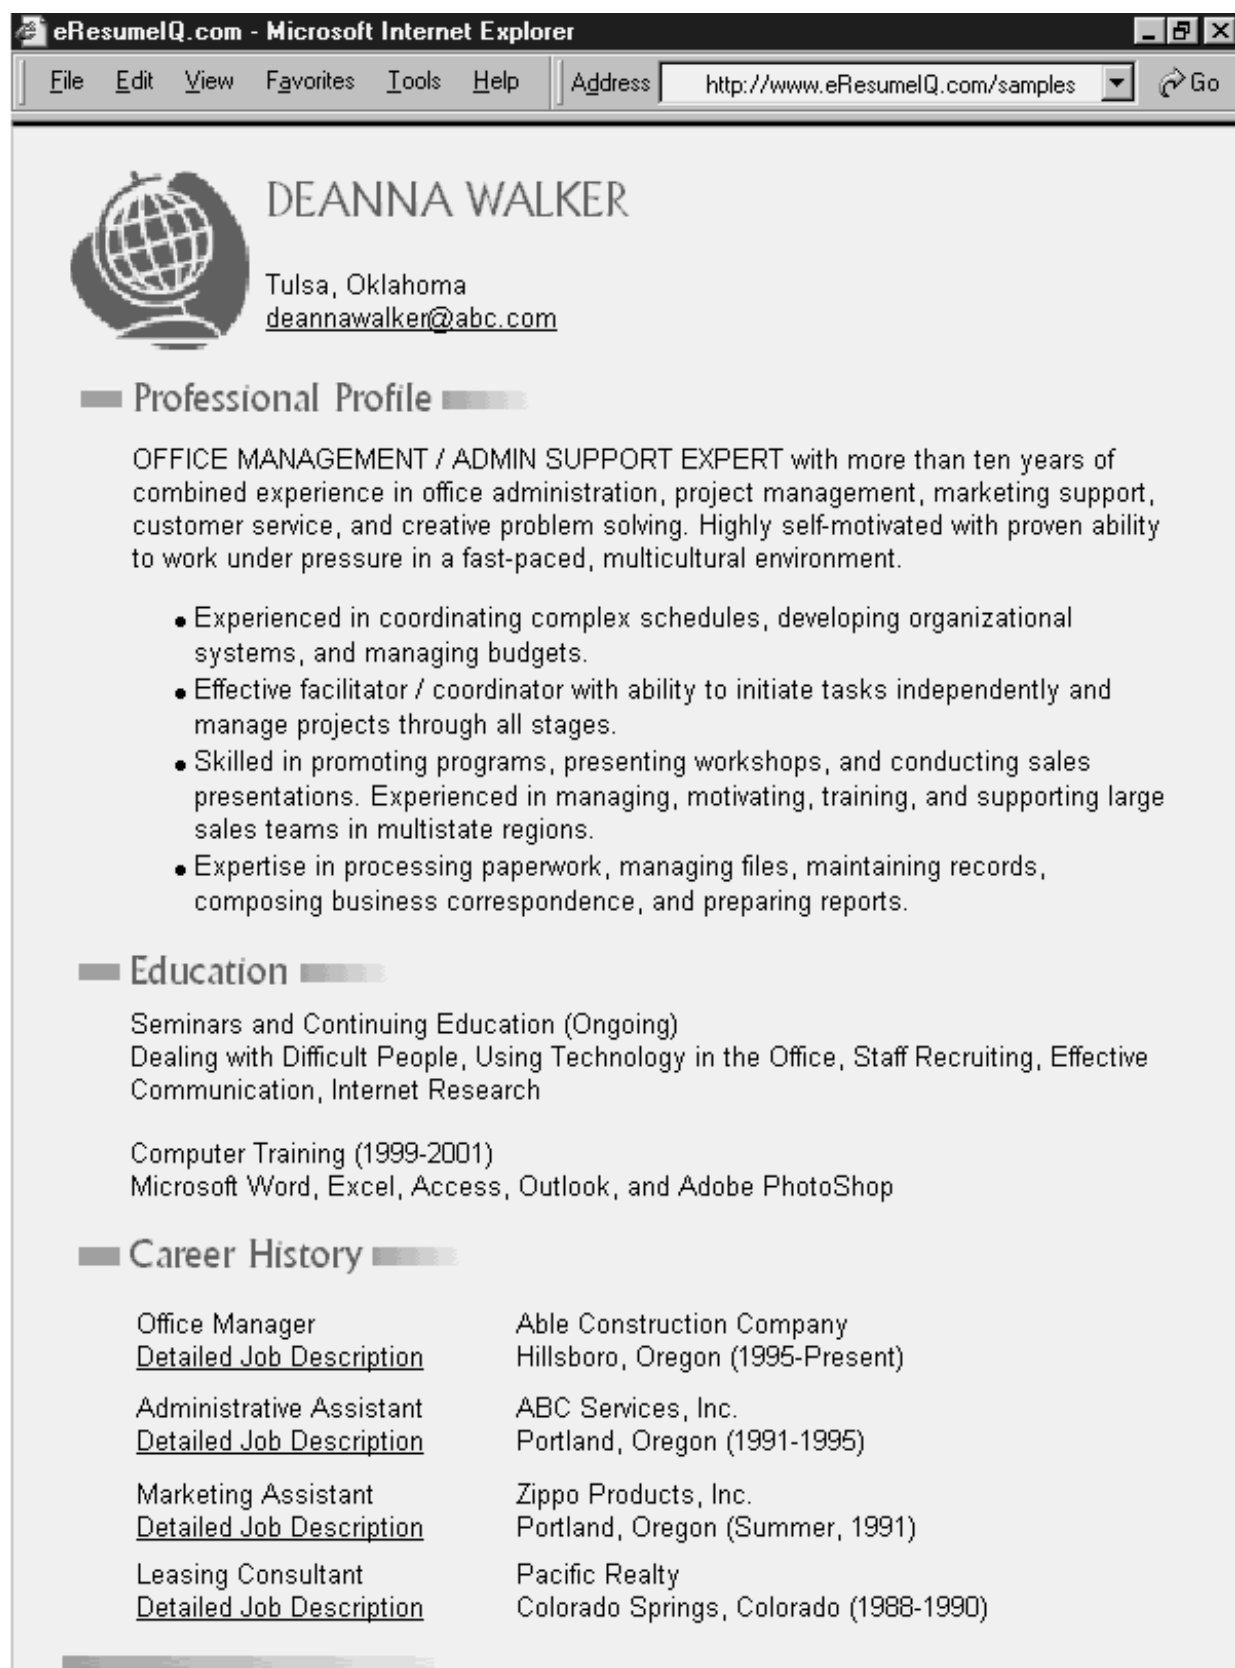 eResumeIQ.com - Microsoft Internet Explorer
File Edit View Favorites Tools Help Address http://www.eResumeIQ.com/samples Go
DEANNA WALKER
Tulsa, Oklahoma
deannawalker@abc.com
Professional Profile
OFFICE MANAGEMENT / ADMIN SUPPORT EXPERT with more than ten years of
combined experience in office administration, project management, marketing support,
customer service, and creative problem solving. Highly self-motivated with proven ability
to work under pressure in a fast-paced, multicultural environment.
• Experienced in coordinating complex schedules, developing organizational
systems, and managing budgets.
• Effective facilitator / coordinator with ability to initiate tasks independently and
manage projects through all stages.
• Skilled in promoting programs, presenting workshops, and conducting sales
presentations. Experienced in managing, motivating, training, and supporting large
sales teams in multistate regions.
• Expertise in processing paperwork, managing files, maintaining records,
composing business correspondence, and preparing reports.
Education
Seminars and Continuing Education (Ongoing)
Dealing with Difficult People, Using Technology in the Office, Staff Recruiting, Effective
Communication, Internet Research
Computer Training (1999-2001)
Microsoft Word, Excel, Access, Outlook, and Adobe PhotoShop
Career History
Office Manager Able Construction Company
Detailed Job Description Hillsboro, Oregon (1995-Present)
Administrative Assistant ABC Services, Inc.
Detailed Job Description Portland, Oregon (1991-1995)
Marketing Assistant Zippo Products, Inc.
Detailed Job Description Portland, Oregon (Summer, 1991)
Leasing Consultant Pacific Realty
Detailed Job Description Colorado Springs, Colorado (1988-1990)